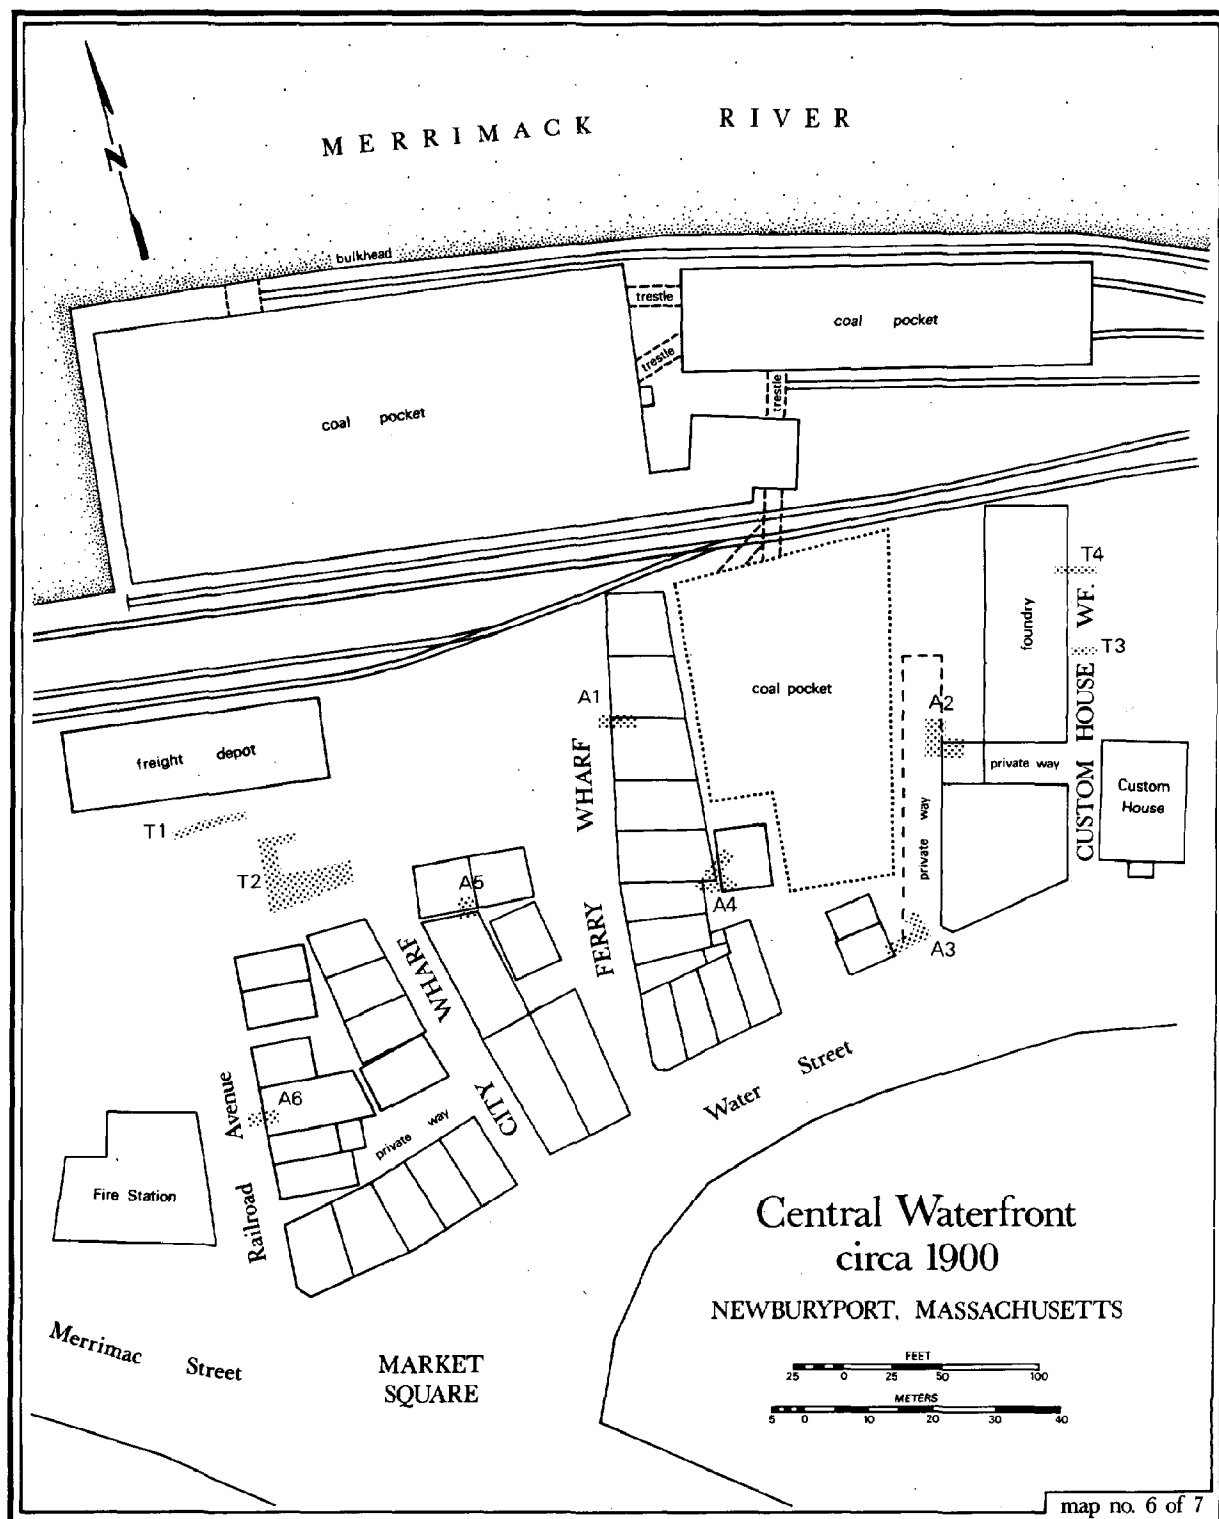 MERRIMACK RIVER
N
bulkhead
trestle
coal pocket
trestle
trestle
coal pocket
T4
foundry
CUSTOM HOUSE WF.
T3
coal pocket
A1
A2
freight depot
private way
Custom
House
T1
FERRY WHARF
private way
T2
A5
A4
A3
CITY WHARF
Water Street
Railroad Avenue
A6
private way
Fire Station
Central Waterfront
circa 1900
NEWBURYPORT, MASSACHUSETTS
Merrimac Street
MARKET
SQUARE
FEET
25 0 25 50 100
METERS
5 0 10 20 30 40
map no. 6 of 7